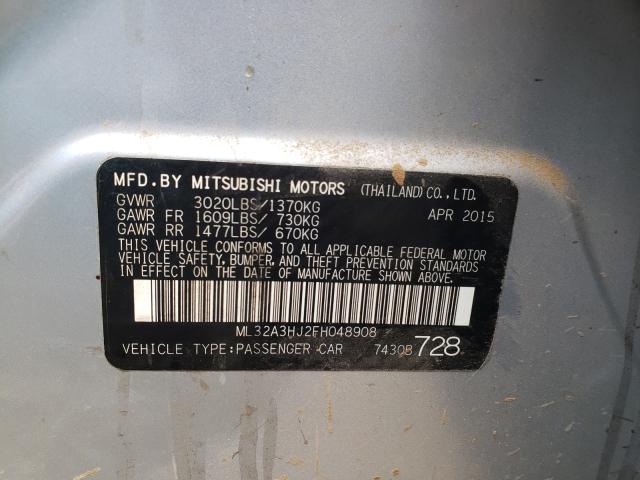 MFD.BY MITSUBISHI MOTORS (THAILAND) CO., LTD.
GVWR 3020LBS/1370KG APR 2015
GAWR FR 1609LBS/ 730KG
GAWR RR 1477LBS/ 670KG
THIS VEHICLE CONFORMS TO ALL APPLICABLE FEDERAL MOTOR
VEHICLE SAFETY, BUMPER, AND THEFT PREVENTION STANDARDS
IN EFFECT ON THE DATE OF MANUFACTURE SHOWN ABOVE.
ML32A3HJ2FH048908
VEHICLE TYPE:PASSENGER CAR 7430B 728